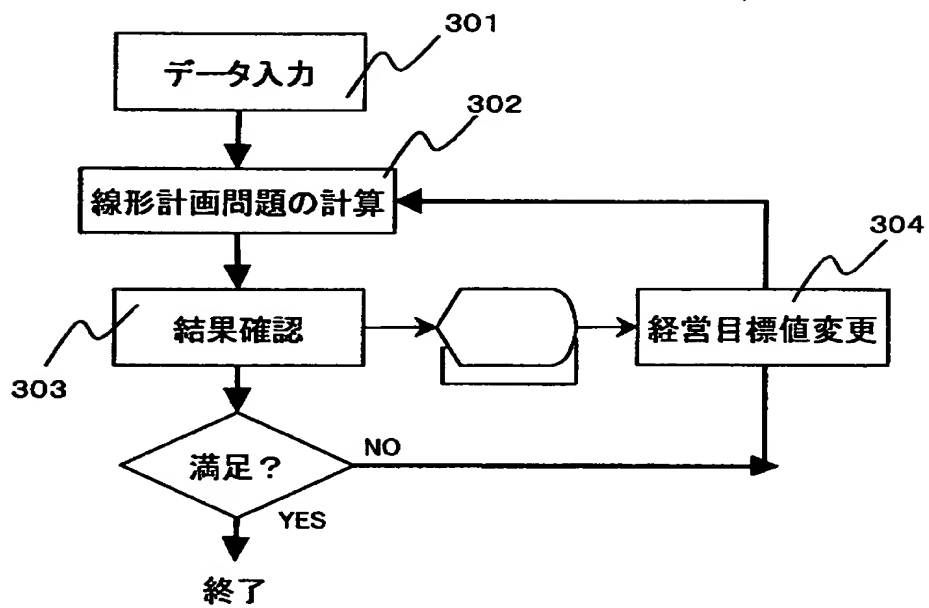 301
データ入力
302
線形計画問題の計算
304
303
結果確認
経営目標値変更
満足？
NO
YES
終了